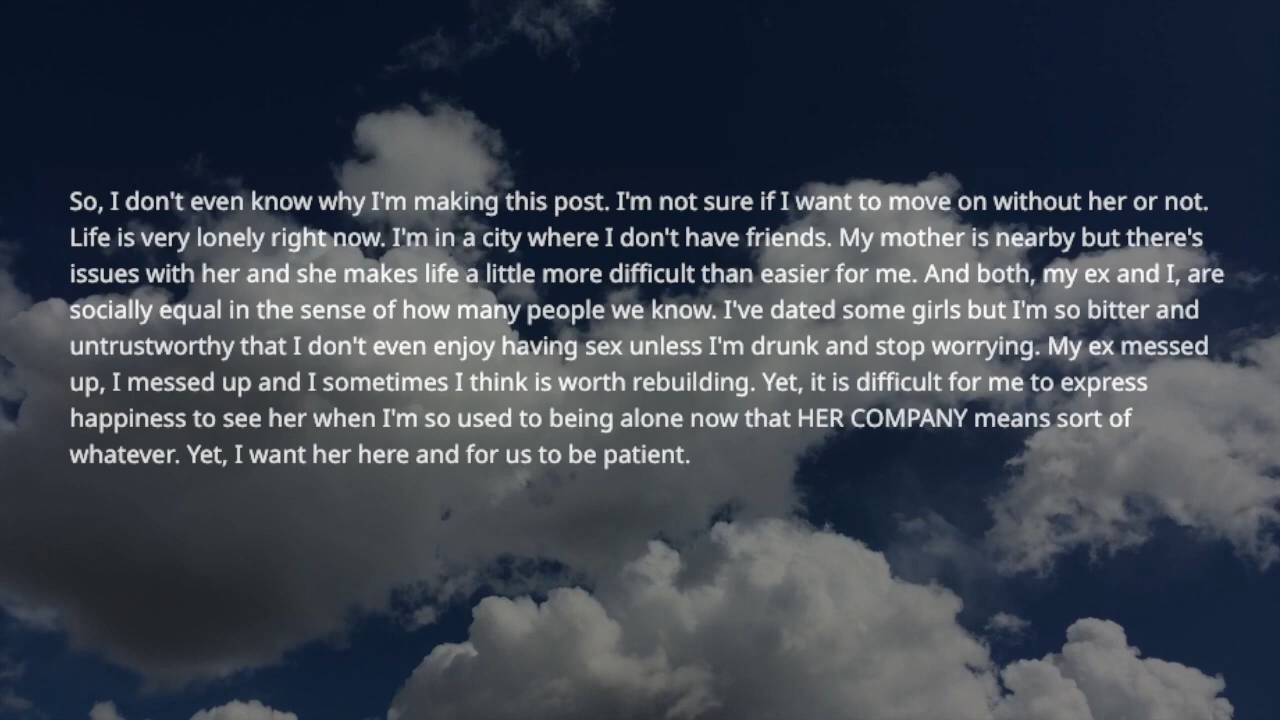 So, I don't even know why I'm making this post. I'm not sure if I want to move on without her or not.
Life is very lonely right now. I'm in a city where I don't have friends. My mother is nearby but there's
issues with her and she makes life a little more difficult than easier for me. And both, my ex and I, are
socially equal in the sense of how many people we know. I've dated some girls but I'm so bitter and
untrustworthy that I don't even enjoy having sex unless I'm drunk and stop worrying. My ex messed
up, I messed up and I sometimes I think is worth rebuilding. Yet, it is difficult for me to express
happiness to see her when I'm so used to being alone now that HER COMPANY means sort of
whatever. Yet, I want her here and for us to be patient.